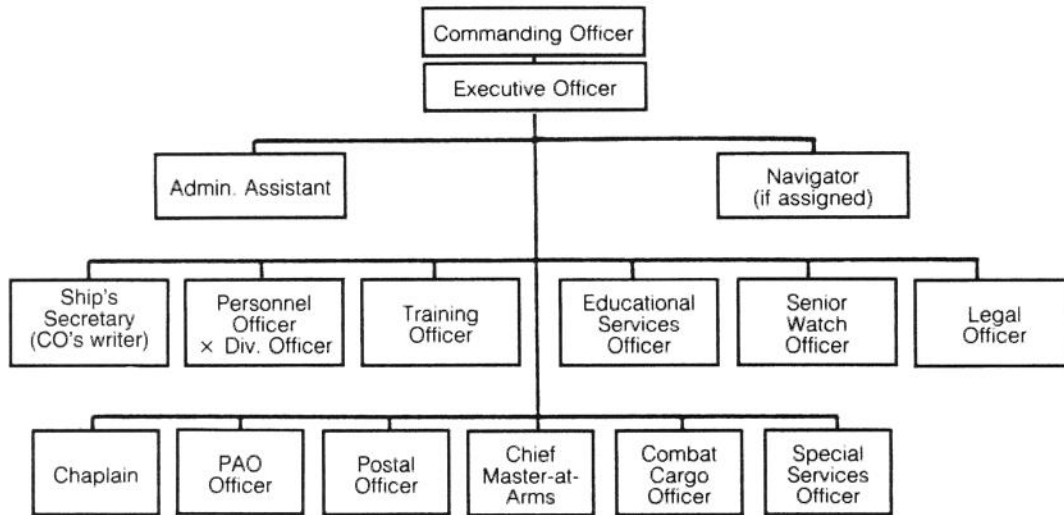 Commanding Officer
Executive Officer
Admin. Assistant
Navigator
(if assigned)
Ship's
Secretary
(CO's writer)
Personnel
Officer
× Div. Officer
Training
Officer
Educational
Services
Officer
Senior
Watch
Officer
Legal
Officer
Chaplain
PAO
Officer
Postal
Officer
Chief
Master-at-
Arms
Combat
Cargo
Officer
Special
Services
Officer